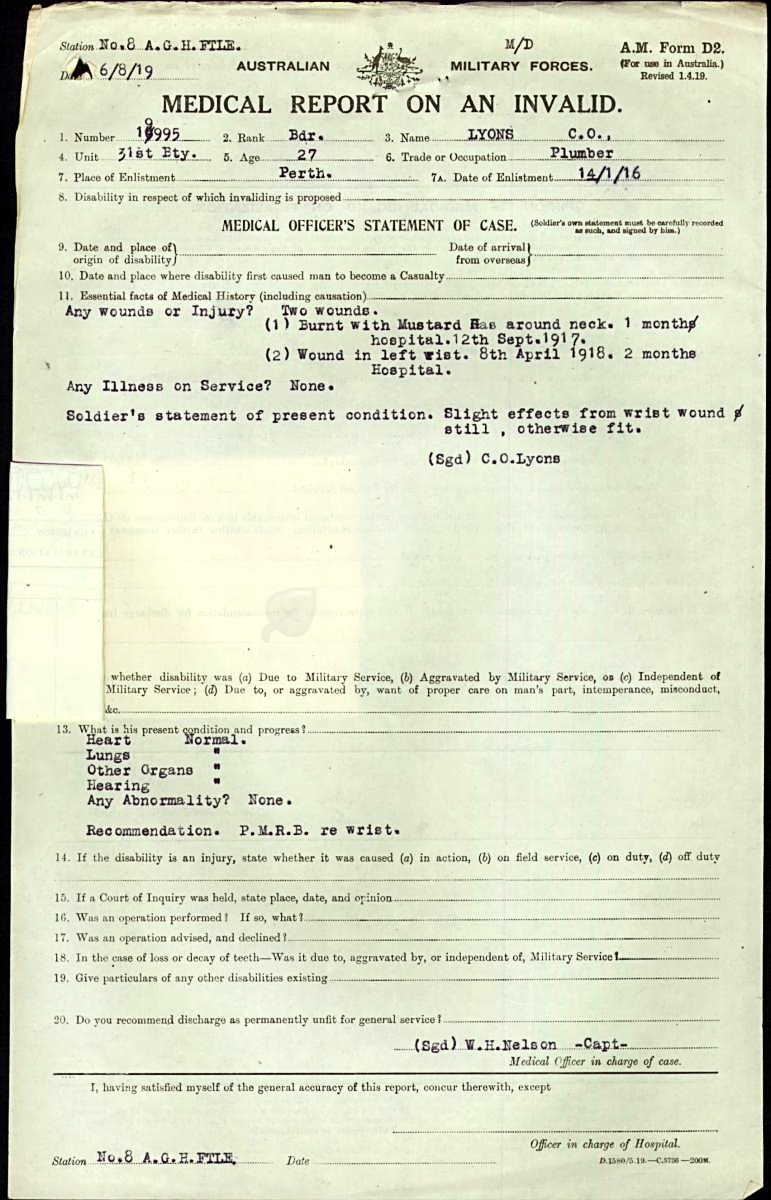 Station No.8 A.G.H.FTLE. M/D A.M. Form D2.
6/8/19 AUSTRALIAN MILITARY FORCES. (For use in Australia.)
Revised 1.4.19.
MEDICAL REPORT ON AN INVALID.
1. Number 19995 2. Rank Bdr. 3. Name LYONS C.O.,
4. Unit 31st Bty. 5. Age 27 6. Trade or Occupation Plumber
7. Place of Enlistment Perth. 7A. Date of Enlistment 14/1/16
8. Disability in respect of which invaliding is proposed
MEDICAL OFFICER'S STATEMENT OF CASE. (Soldier's own statement must be carefully recorded
as such, and signed by him.)
9. Date and place of Date of arrival
origin of disability from overseas
10. Date and place where disability first caused man to become a Casualty
11. Essential facts of Medical History (including causation)
Any wounds or Injury? Two wounds.
(1) Burnt with Mustard Gas around neck. 1 month
hospital.12th Sept.1917.
(2) Wound in left wist. 8th April 1918. 2 months
Hospital.
Any Illness on Service? None.
Soldier's statement of present condition. Slight effects from wrist wound
still , otherwise fit.
(Sgd) C.O.Lyons
whether disability was (a) Due to Military Service, (b) Aggravated by Military Service, or (c) Independent of
Military Service; (d) Due to, or aggravated by, want of proper care on man's part, intemperance, misconduct,
&c.
13. What is his present condition and progress?
Heart Normal.
Lungs "
Other Organs "
Hearing "
Any Abnormality? None.
Recommendation. P.M.R.B. re wrist.
14. If the disability is an injury, state whether it was caused (a) in action, (b) on field service, (c) on duty, (d) off duty
15. If a Court of Inquiry was held, state place, date, and opinion
16. Was an operation performed? If so, what?
17. Was an operation advised, and declined?
18. In the case of loss or decay of teeth—Was it due to, aggravated by, or independent of, Military Service?
19. Give particulars of any other disabilities existing
20. Do you recommend discharge as permanently unfit for general service?
(Sgd) W.H.Nelson -Capt-
Medical Officer in charge of case.
I, having satisfied myself of the general accuracy of this report, concur therewith, except
Officer in charge of Hospital.
Station No.8 A.G.H.FTLE. Date D.1580/5.19.—C.5736—200M.